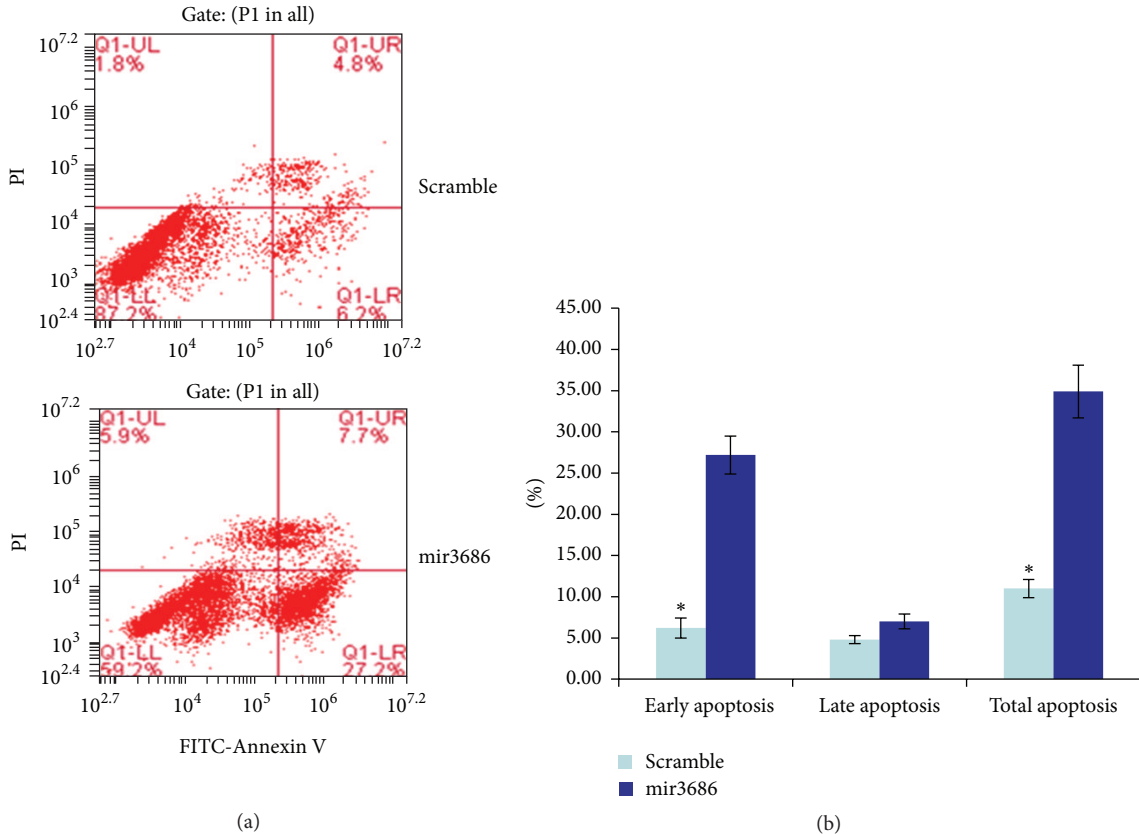 Gate: (P1 in all)
Q1-UL
1.8%
Q1-UR
4.8%
Q1-LL
87.2%
Q1-LR
6.2%
10^7.2
10^6
10^5
10^4
10^3
10^2.4
PI
10^2.7 10^4 10^5 10^6 10^7.2
Scramble
Gate: (P1 in all)
Q1-UL
5.9%
Q1-UR
7.7%
Q1-LL
59.2%
Q1-LR
27.2%
10^7.2
10^6
10^5
10^4
10^3
10^2.4
PI
10^2.7 10^4 10^5 10^6 10^7.2
mir3686
FITC-Annexin V
(a)
45.00
40.00
35.00
30.00
25.00
20.00
15.00
10.00
5.00
0.00
(%)
* *
Early apoptosis Late apoptosis Total apoptosis
Scramble
mir3686
(b)